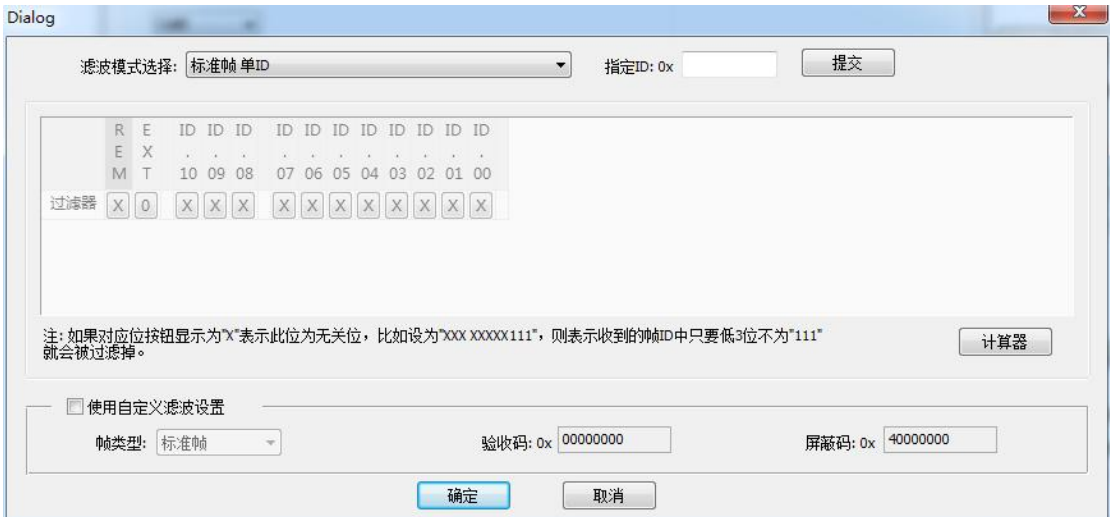 Dialog
X
滤波模式选择: 标准帧 单ID 指定ID: 0x 提交
R E ID ID ID ID ID ID ID ID ID ID ID
E X . . . . . . . . . . .
M T 10 09 08 07 06 05 04 03 02 01 00
过滤器 X 0 X X X X X X X X X X X
注: 如果对应位按钮显示为"X"表示此位为无关位，比如设为"XXX XXXXX111"，则表示收到的帧ID中只要低3位不为"111"
就会被过滤掉。
计算器
使用自定义滤波设置
帧类型: 标准帧 验收码: 0x 00000000 屏蔽码: 0x 40000000
确定 取消